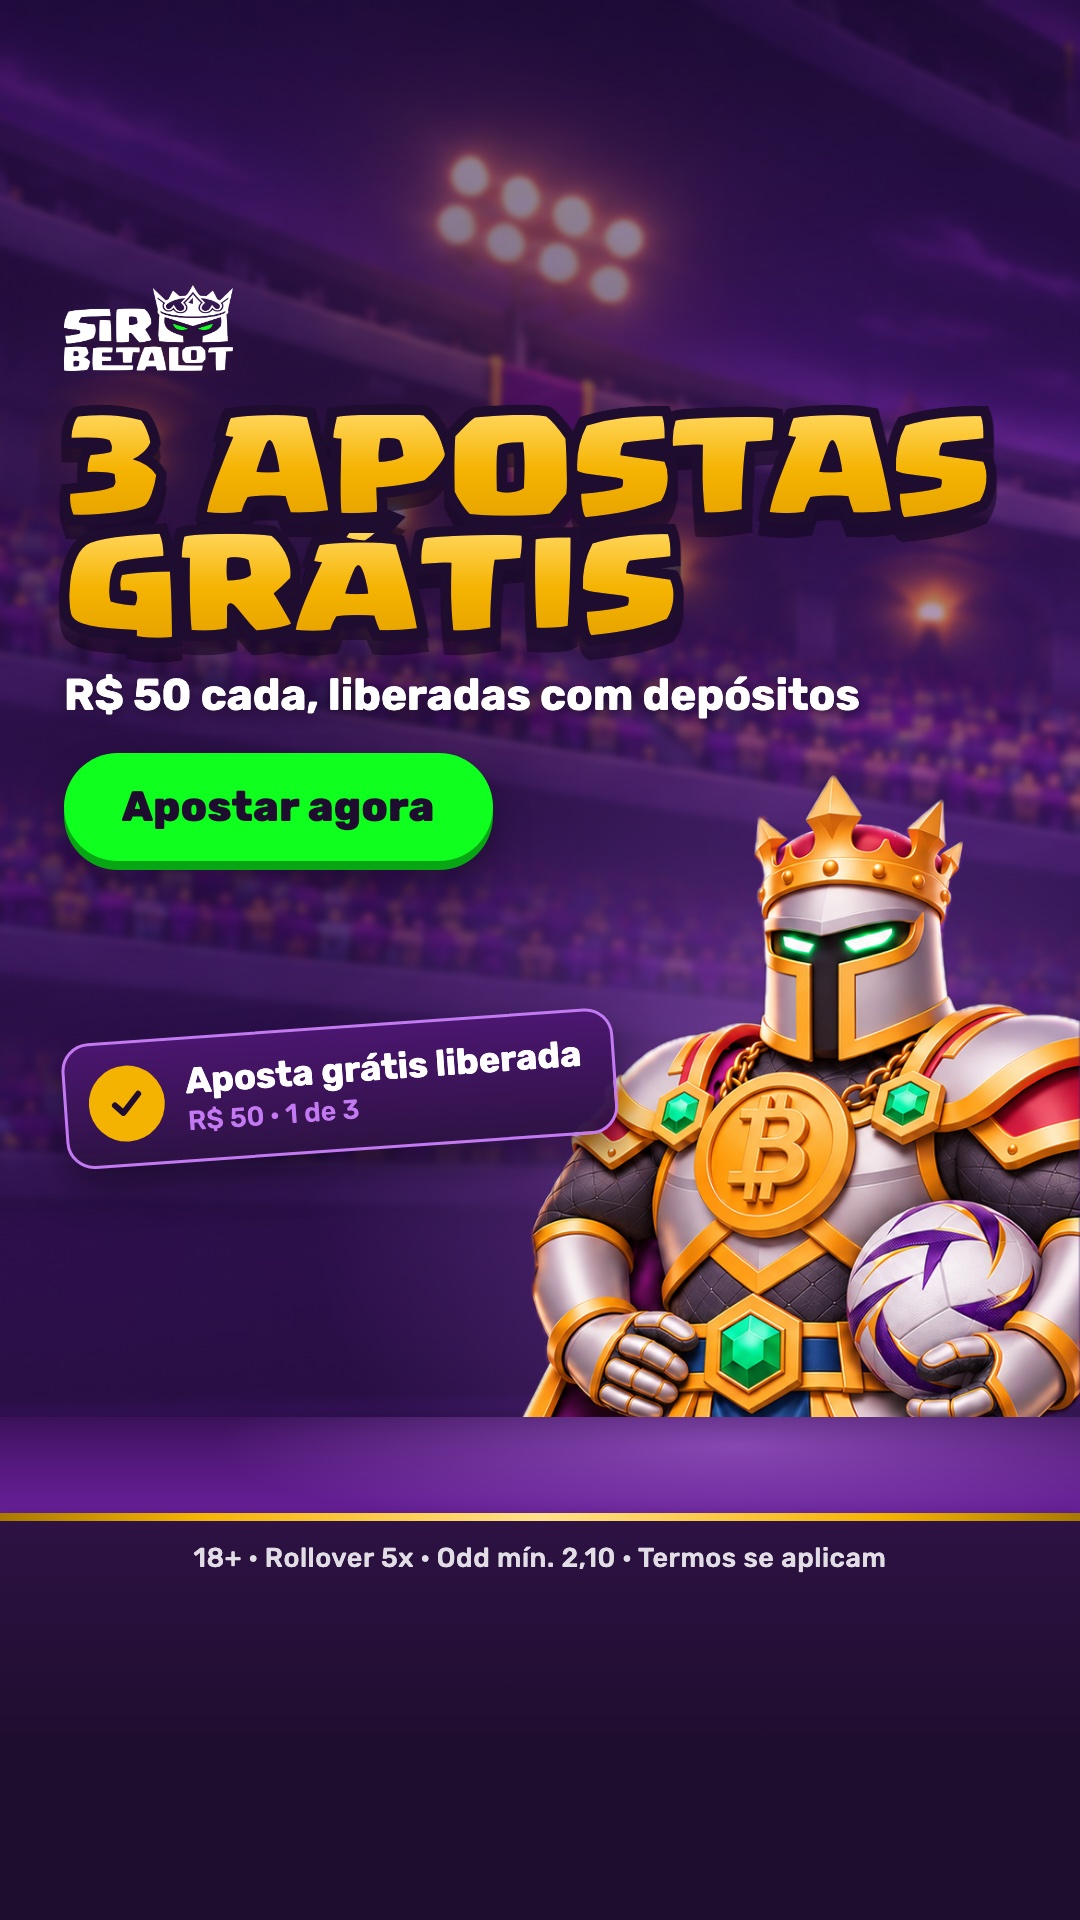 SIR
BETALOT
3 APOSTAS
GRÁTIS
R$ 50 cada, liberadas com depósitos
Apostar agora
Aposta grátis liberada
R$ 50 • 1 de 3
18+ • Rollover 5x • Odd mín. 2,10 • Termos se aplicam